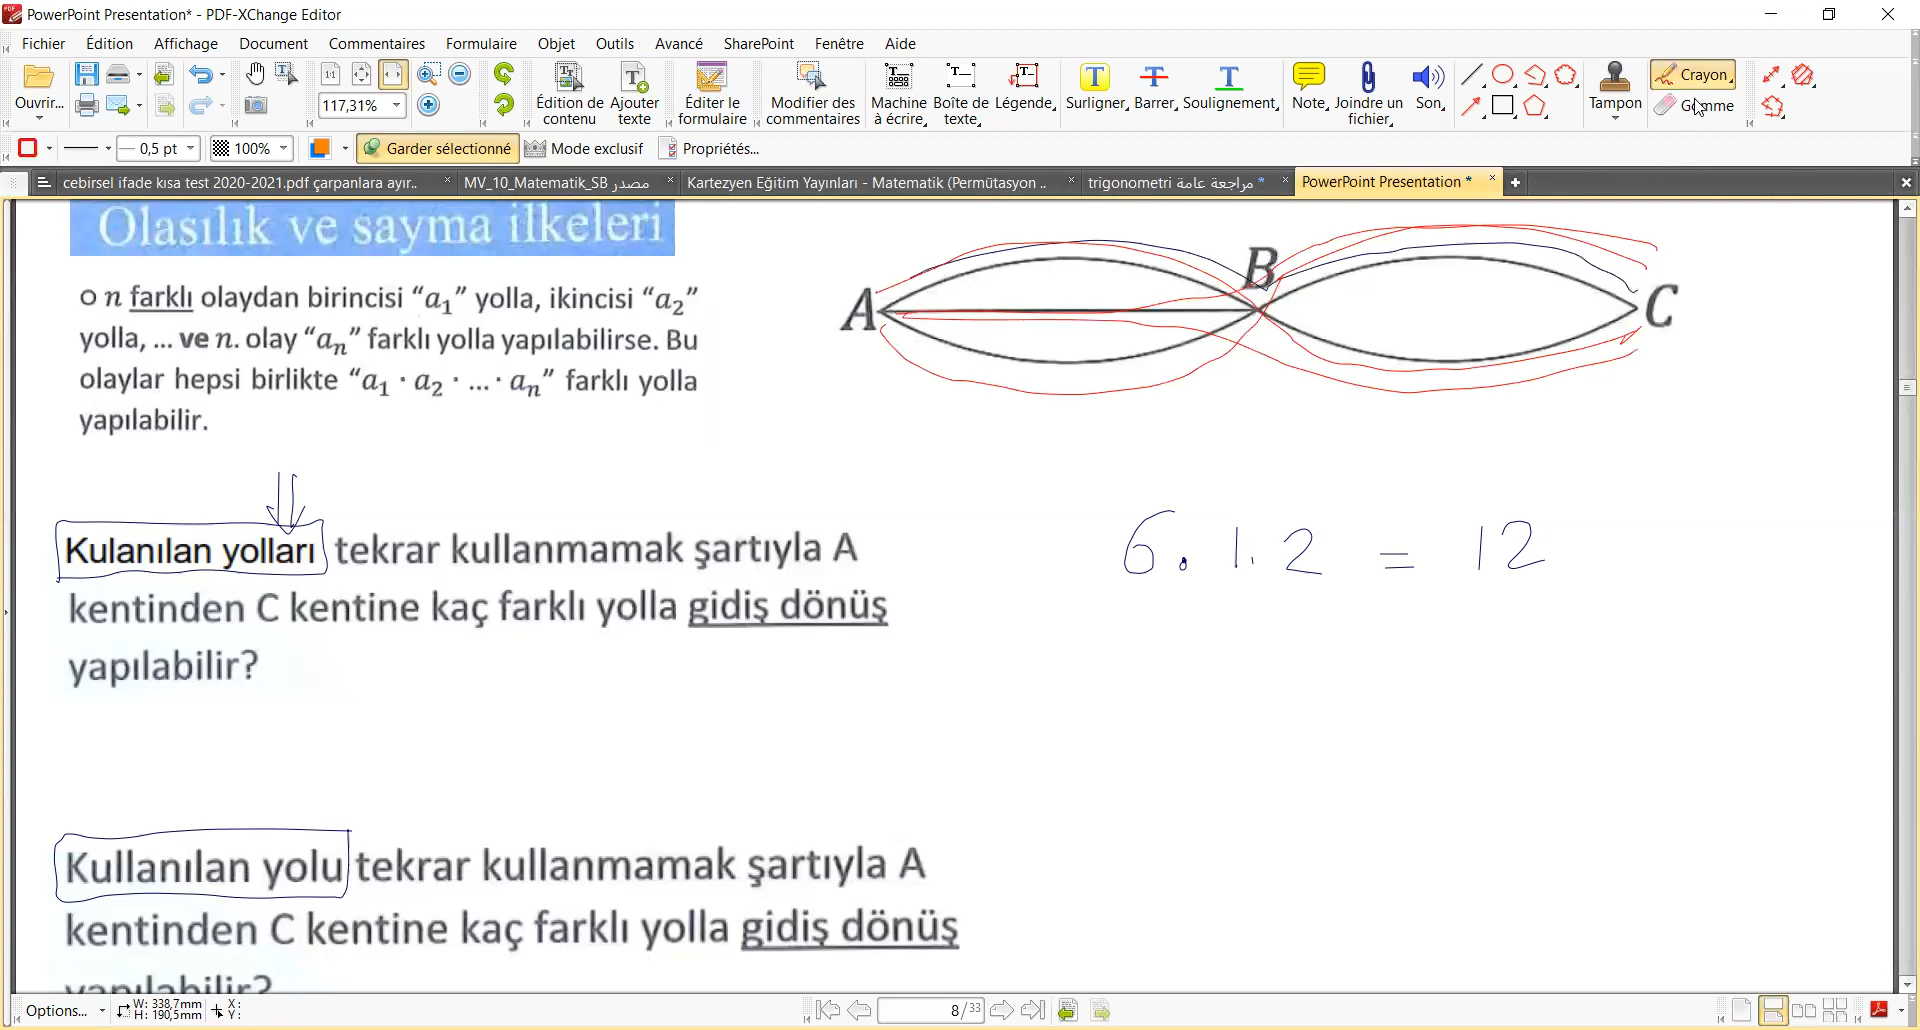 PowerPoint Presentation* - PDF-XChange Editor
Fichier Édition Affichage Document Commentaires Formulaire Objet Outils Avancé SharePoint Fenêtre Aide
Ouvrir... 117,31% Édition de contenu Ajouter texte Éditer le formulaire Modifier des commentaires Machine à écrire Boîte de texte Légende Surligner Barrer Soulignement Note Joindre un fichier Son Tampon Crayon Gomme
0,5 pt 100% Garder sélectionné Mode exclusif Propriétés...
cebirsel ifade kısa test 2020-2021.pdf çarpanlara ayır.. MV_10_Matematik_SB مصدر Kartezyen Eğitim Yayınları - Matematik (Permütasyon .. trigonometri مراجعة عامة * PowerPoint Presentation *
Olasılık ve sayma ilkeleri
o n farklı olaydan birincisi “a₁” yolla, ikincisi “a₂”
yolla, ... ve n. olay “aₙ” farklı yolla yapılabilirse. Bu
olaylar hepsi birlikte “a₁ · a₂ · ... · aₙ” farklı yolla
yapılabilir.
A B C
Kulanılan yolları tekrar kullanmamak şartıyla A
kentinden C kentine kaç farklı yolla gidiş dönüş
yapılabilir?
6. 1. 2 = 12
Kullanılan yolu tekrar kullanmamak şartıyla A
kentinden C kentine kaç farklı yolla gidiş dönüş
yapılabilir?
Options... W: 338,7mm H: 190,5mm X: Y: 8/33